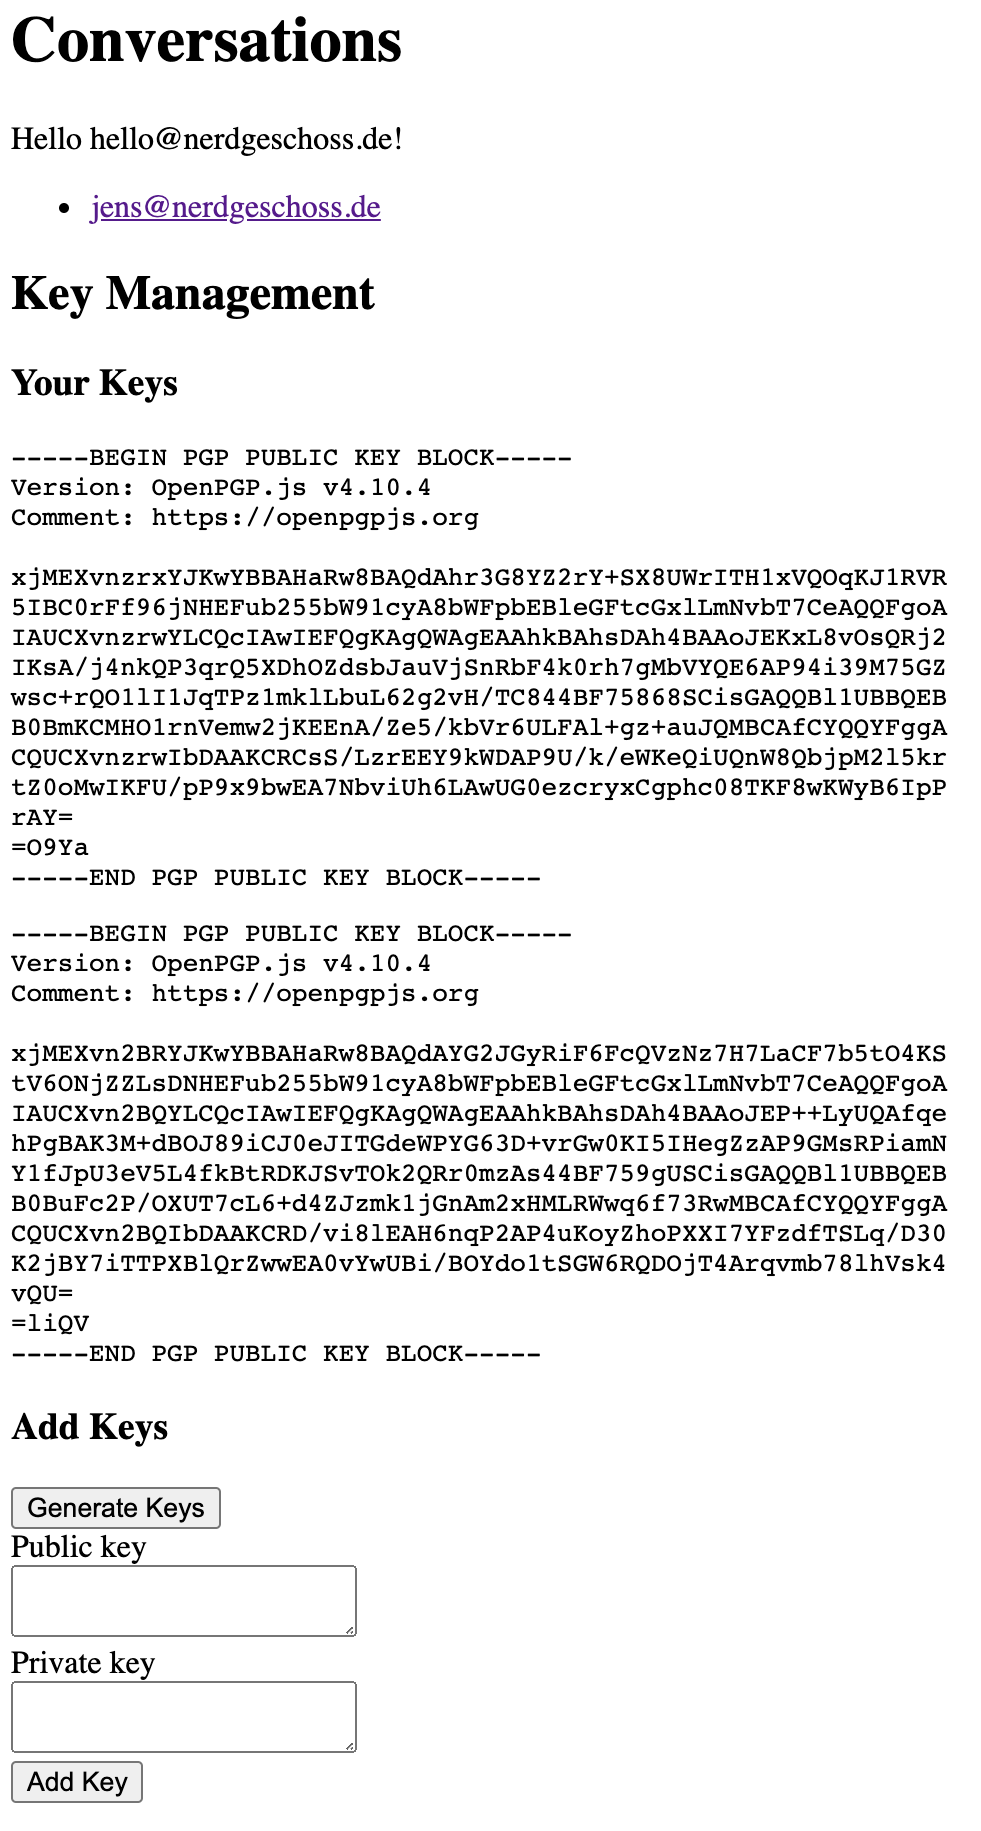 Conversations
Hello hello@nerdgeschoss.de!
• jens@nerdgeschoss.de
Key Management
Your Keys
-----BEGIN PGP PUBLIC KEY BLOCK-----
Version: OpenPGP.js v4.10.4
Comment: https://openpgpjs.org
xjMEXvnzrxYJKwYBBAHaRw8BAQdAhr3G8YZ2rY+SX8UWrITH1xVQOqKJ1RVR
5IBC0rFf96jNHEFub255bW91cyA8bWFpbEBleGFtcGxlLmNvbT7CeAQQFgoA
IAUCXvnzrwYLCQcIAwIEFQgKAgQWAgEAAhkBAhsDAh4BAAoJEKxL8vOsQRj2
IKsA/j4nkQP3qrQ5XDhOZdsbJauVjSnRbF4k0rh7gMbVYQE6AP94i39M75GZ
wsc+rQO1lI1JqTPz1mklLbuL62g2vH/TC844BF75868SCisGAQQBl1UBBQEB
B0BmKCMHO1rnVemw2jKEEnA/Ze5/kbVr6ULFAl+gz+auJQMBCAfCYQQYFggA
CQUCXvnzrwIbDAAKCRCsS/LzrEEY9kWDAP9U/k/eWKeQiUQnW8QbjpM2l5kr
tZ0oMwIKFU/pP9x9bwEA7NbviUh6LAwUG0ezcryxCgphc08TKF8wKWyB6IpP
rAY=
=O9Ya
-----END PGP PUBLIC KEY BLOCK-----
-----BEGIN PGP PUBLIC KEY BLOCK-----
Version: OpenPGP.js v4.10.4
Comment: https://openpgpjs.org
xjMEXvn2BRYJKwYBBAHaRw8BAQdAYG2JGyRiF6FcQVzNz7H7LaCF7b5tO4KS
tV6ONjZZLsDNHEFub255bW91cyA8bWFpbEBleGFtcGxlLmNvbT7CeAQQFgoA
IAUCXvn2BQYLCQcIAwIEFQgKAgQWAgEAAhkBAhsDAh4BAAoJEP++LyUQAfqe
hPgBAK3M+dBOJ89iCJ0eJITGdeWPYG63D+vrGw0KI5IHegZzAP9GMsRPiamN
Y1fJpU3eV5L4fkBtRDKJSvTOk2QRr0mzAs44BF759gUSCisGAQQBl1UBBQEB
B0BuFc2P/OXUT7cL6+d4ZJzmk1jGnAm2xHMLRWwq6f73RwMBCAfCYQQYFggA
CQUCXvn2BQIbDAAKCRD/vi8lEAH6nqP2AP4uKoyZhoPXXI7YFzdfTSLq/D30
K2jBY7iTTPXBlQrZwwEA0vYwUBi/BOYdo1tSGW6RQDOjT4Arqvmb78lhVsk4
vQU=
=liQV
-----END PGP PUBLIC KEY BLOCK-----
Add Keys
Generate Keys
Public key
Private key
Add Key